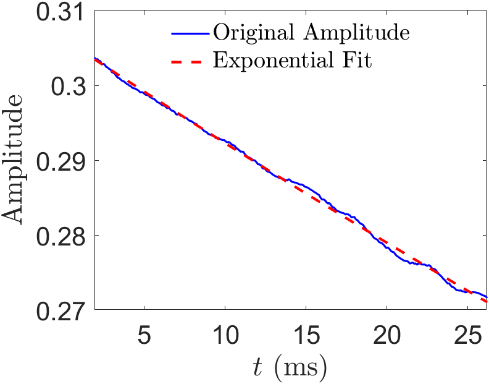 0.31
Original Amplitude
Exponential Fit
0.3
0.29
0.28
0.27
Amplitude
5 10 15 20 25
t (ms)